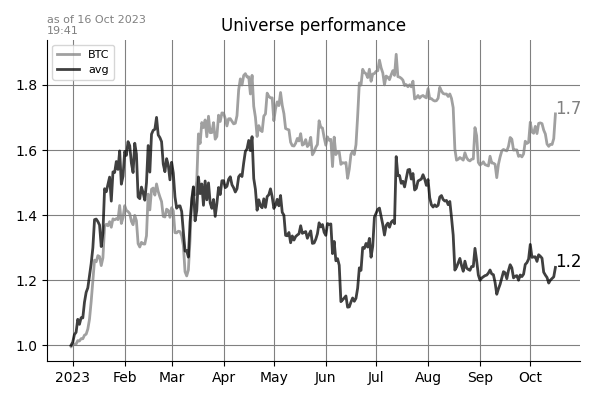 as of 16 Oct 2023
19:41
Universe performance
BTC
avg
1.8
1.6
1.4
1.2
1.0
1.7
1.2
2023 Feb Mar Apr May Jun Jul Aug Sep Oct